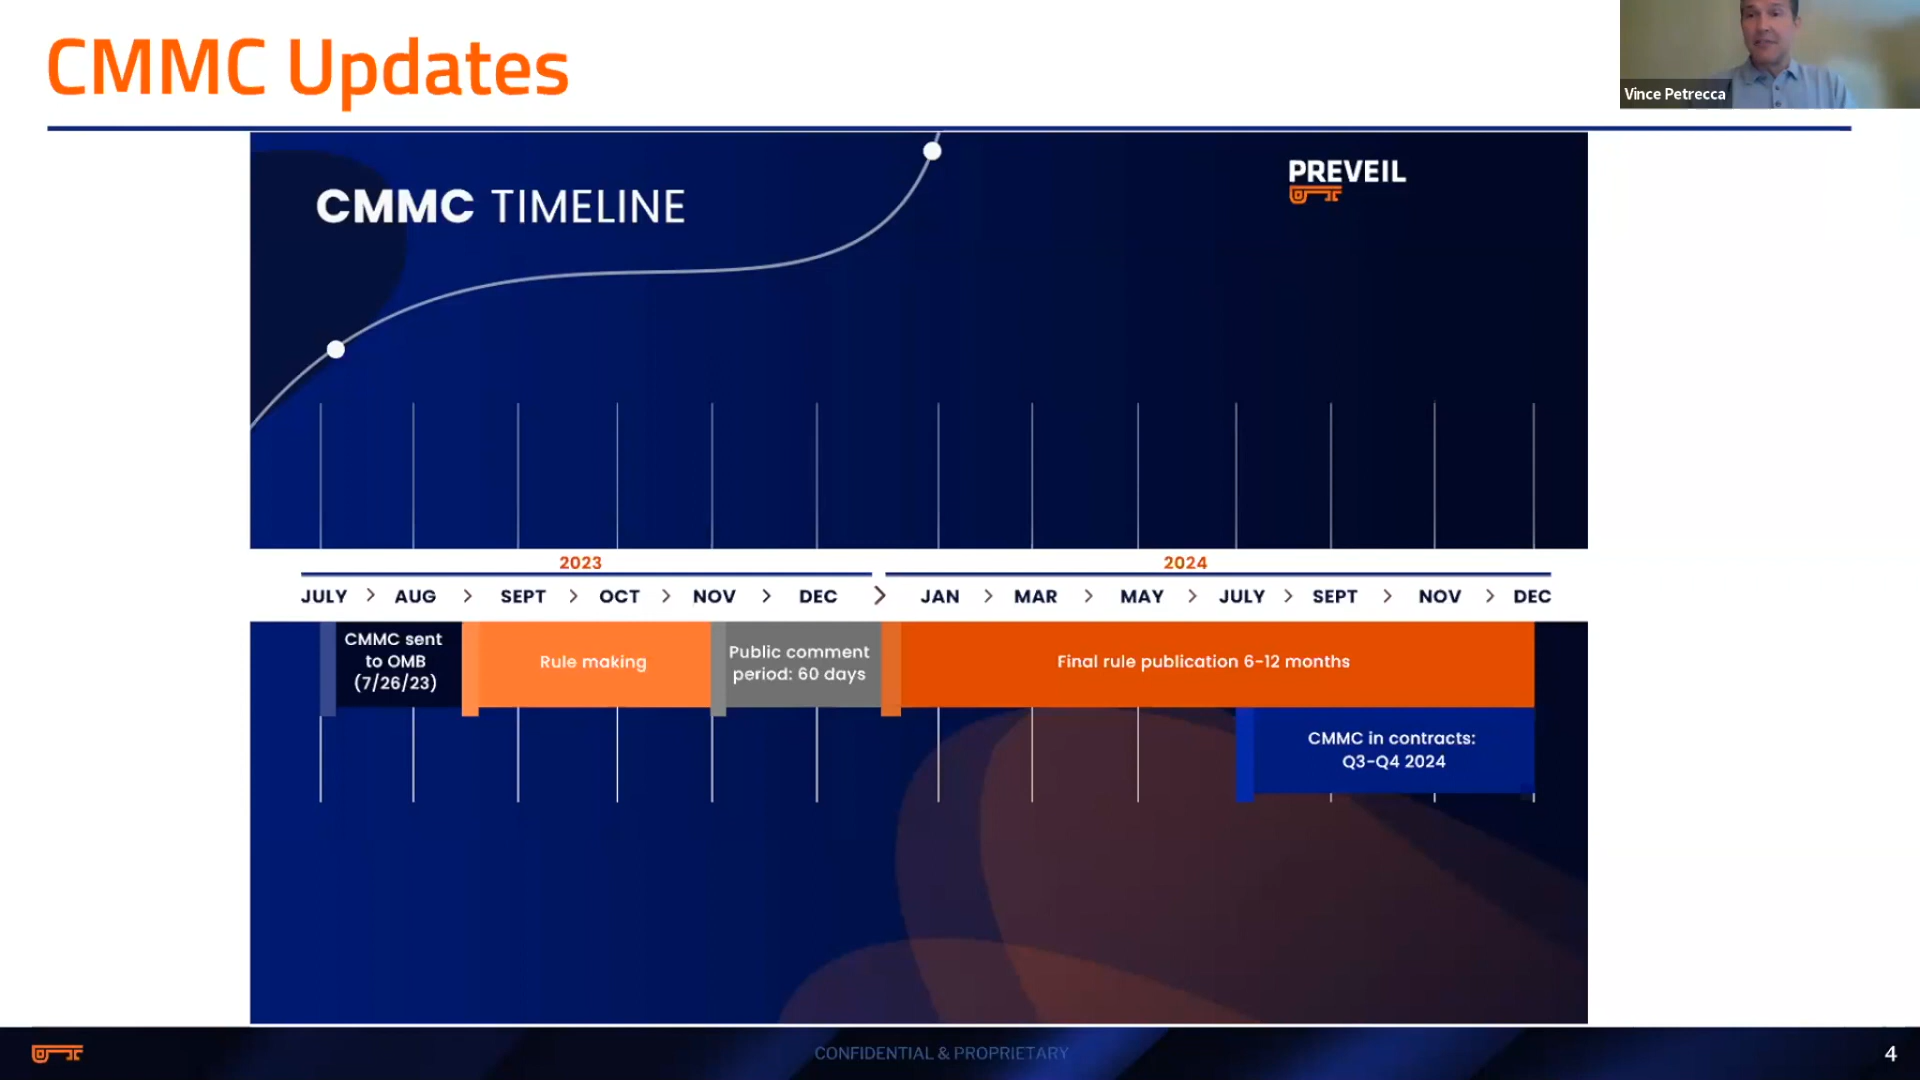 CMMC Updates
Vince Petrecca
CMMC TIMELINE
PREVEIL
2023
2024
JULY > AUG > SEPT > OCT > NOV > DEC > JAN > MAR > MAY > JULY > SEPT > NOV > DEC
CMMC sent
to OMB
(7/26/23)
Rule making
Public comment
period: 60 days
Final rule publication 6-12 months
CMMC in contracts:
Q3-Q4 2024
CONFIDENTIAL & PROPRIETARY
4